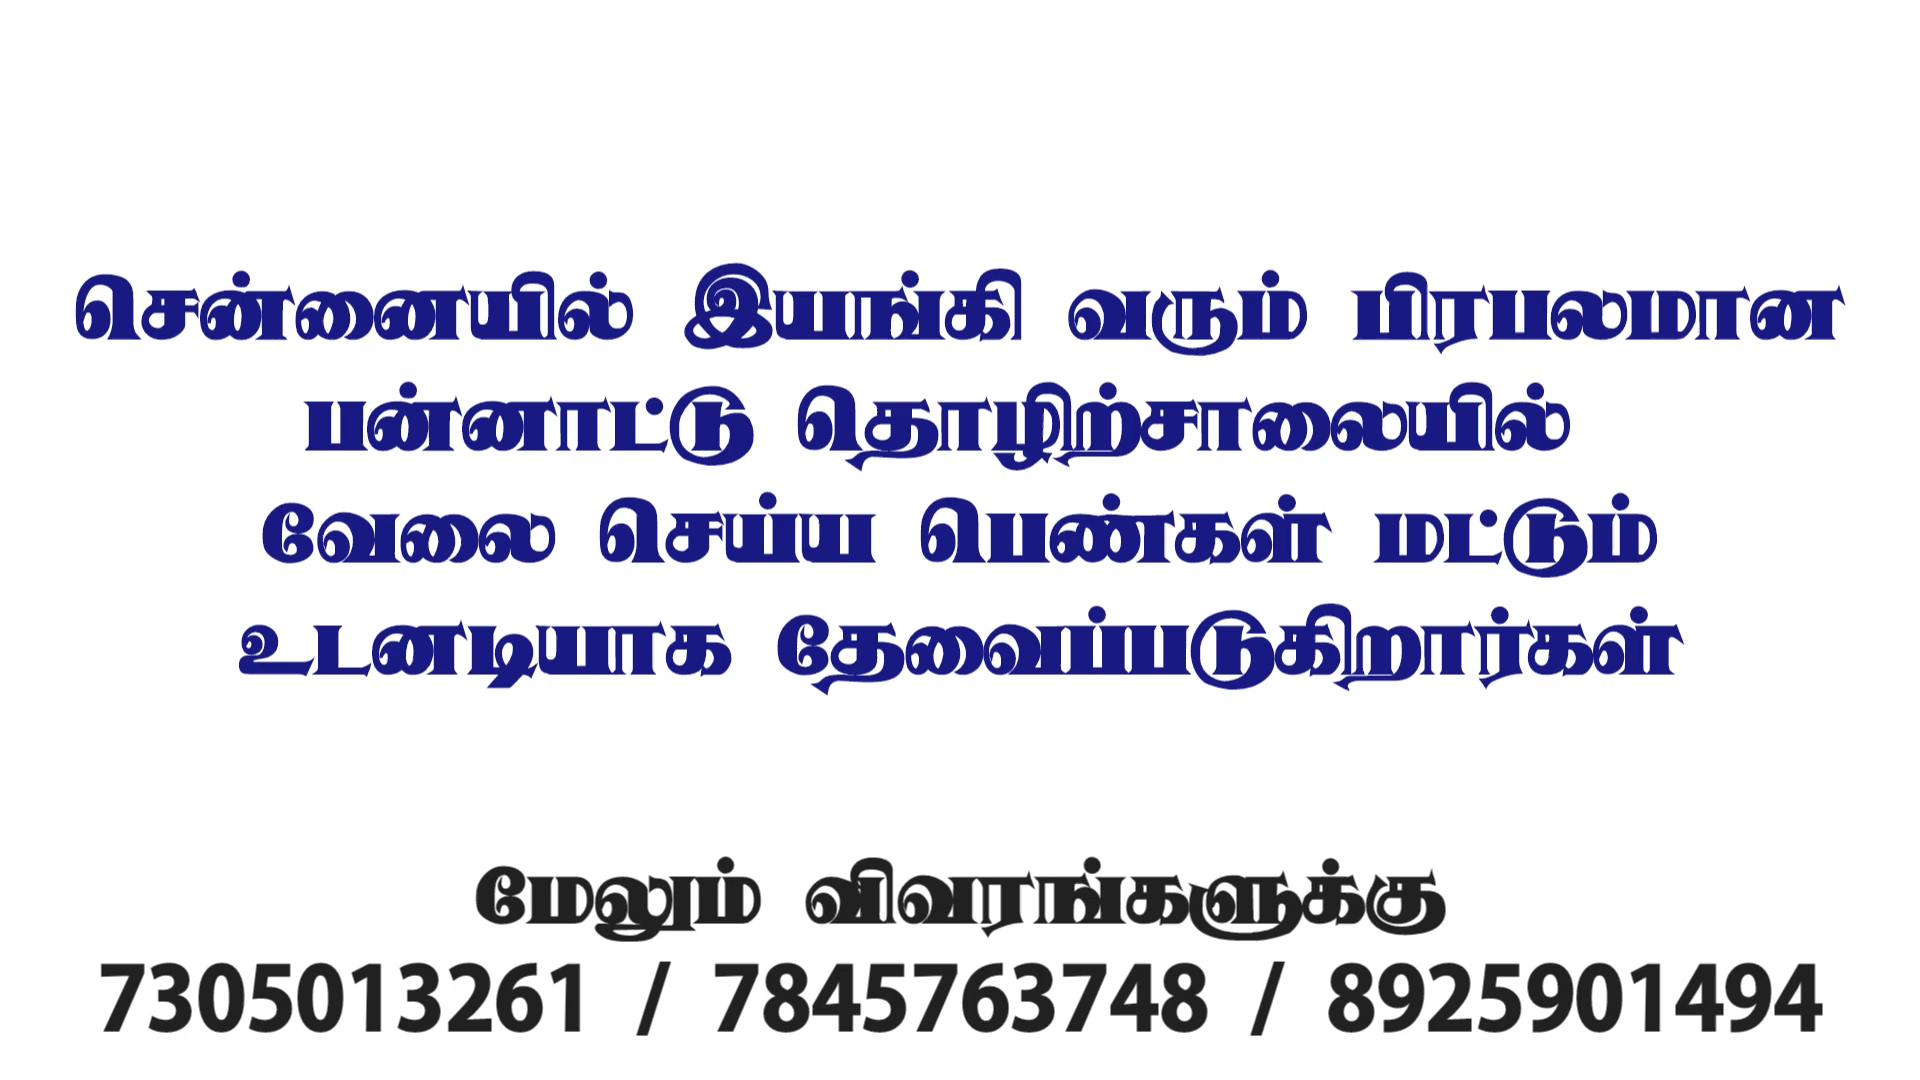 சென்னையில் இயங்கி வரும் பிரபலமான
பன்னாட்டு தொழிற்சாலையில்
வேலை செய்ய பெண்கள் மட்டும்
உடனடியாக தேவைப்படுகிறார்கள்
மேலும் விவரங்களுக்கு
7305013261 / 7845763748 / 8925901494